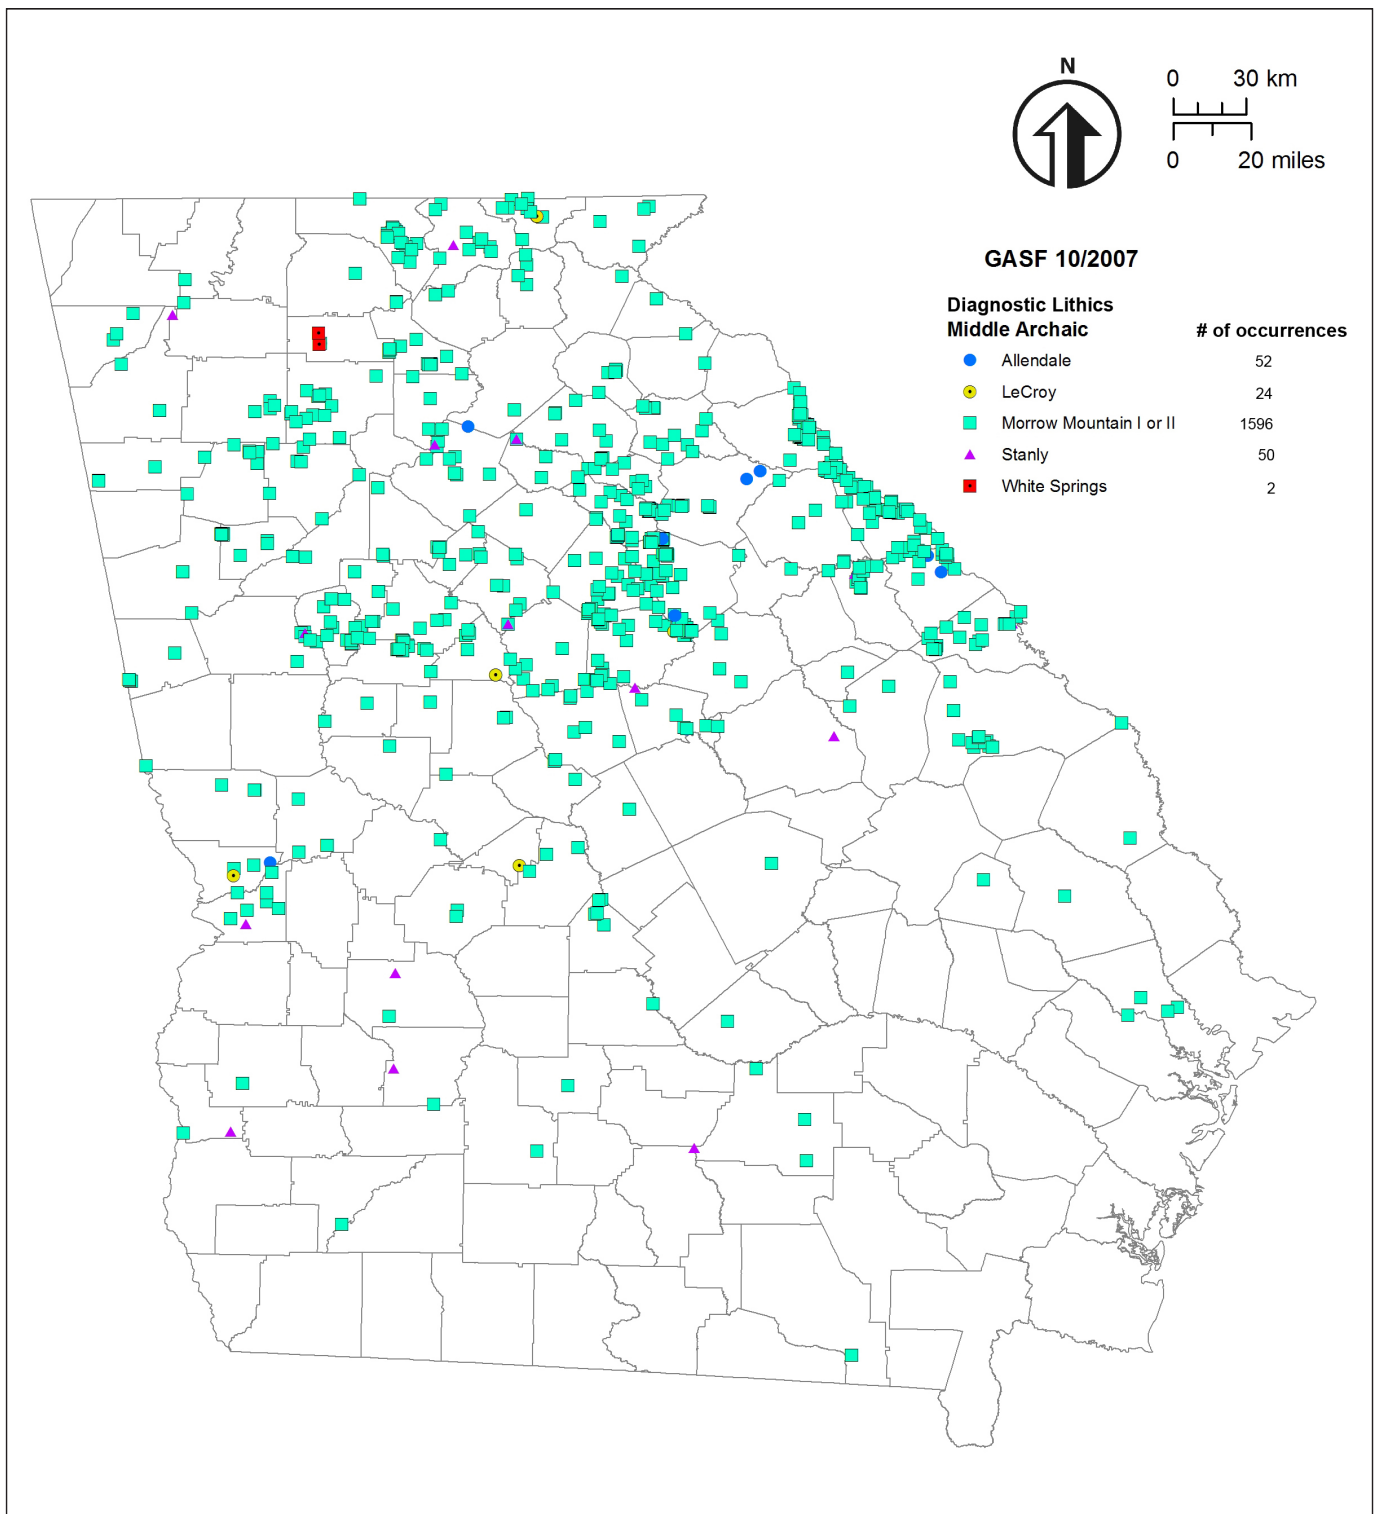 N
0 30 km
0 20 miles
GASF 10/2007
Diagnostic Lithics
Middle Archaic # of occurrences
Allendale 52
LeCroy 24
Morrow Mountain I or II 1596
Stanly 50
White Springs 2